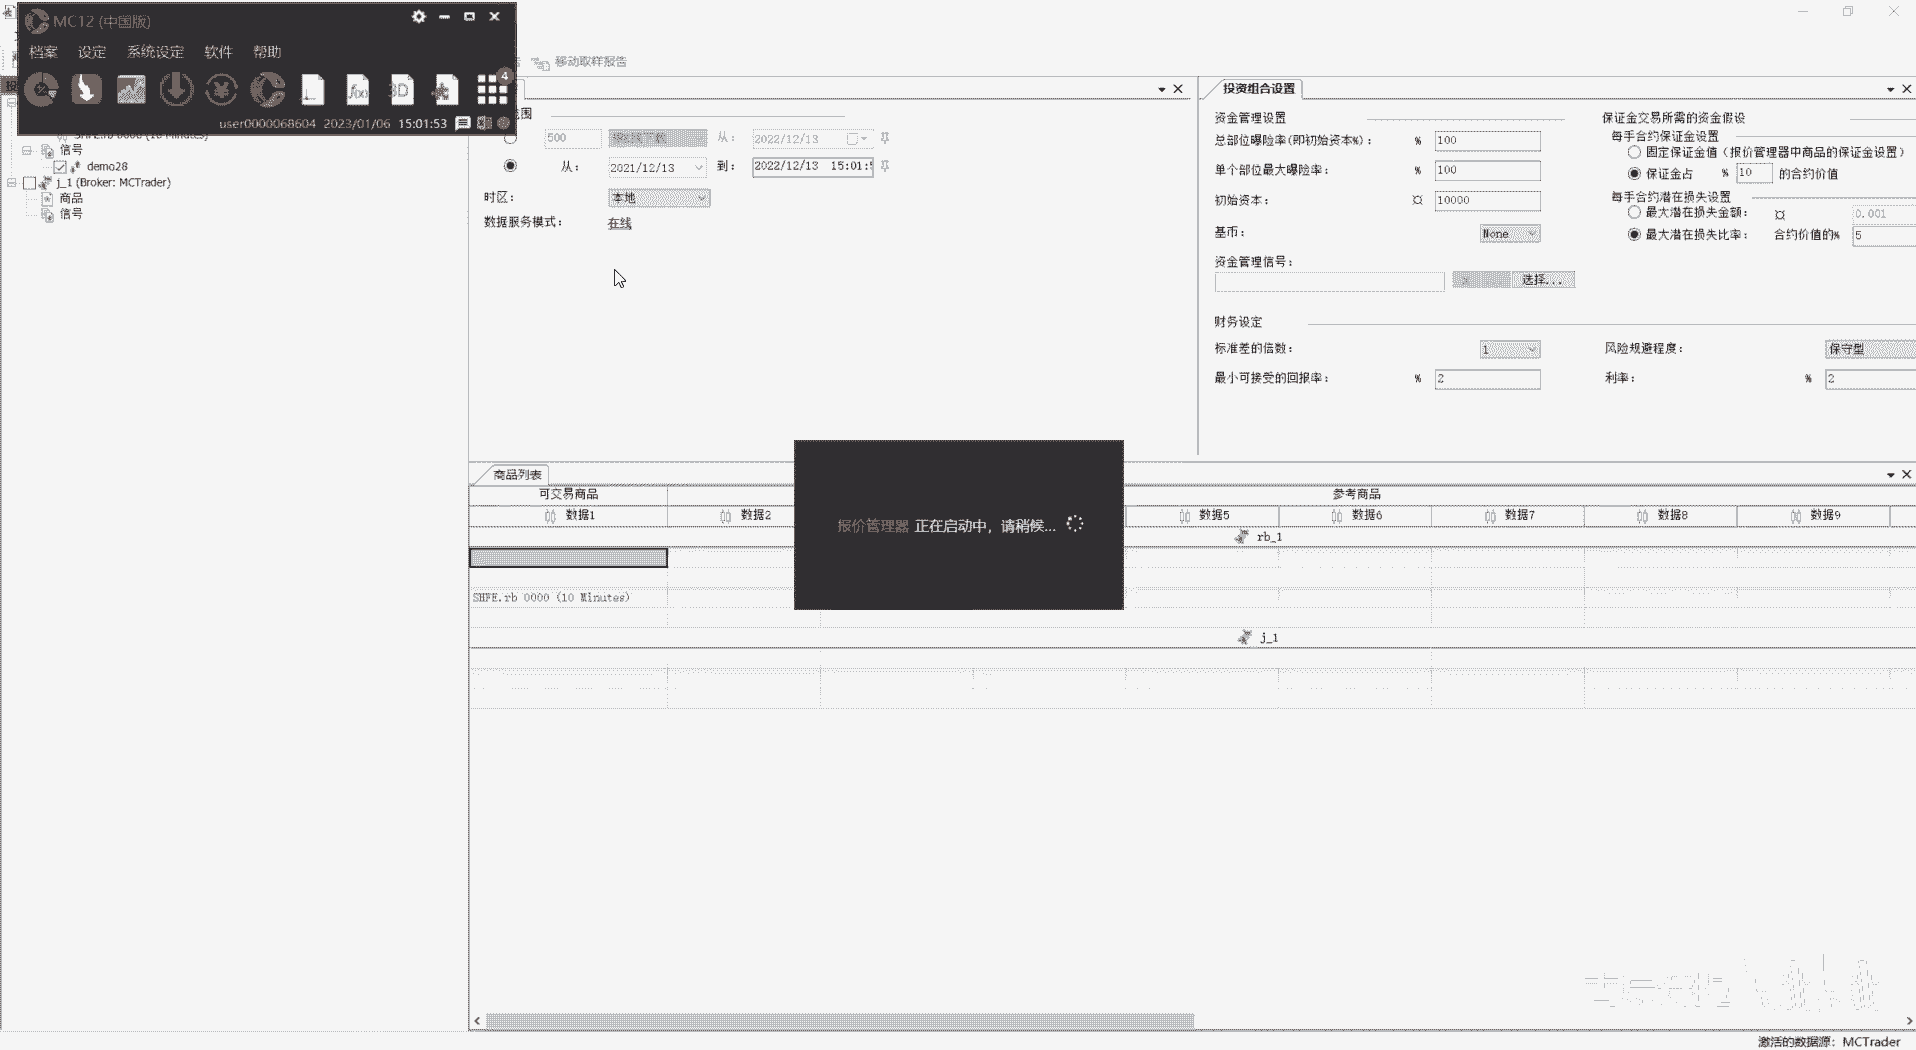 MC12 (中国版)
档案 设定 系统设定 软件 帮助
3D
4
user0000068604 2023/01/06 15:01:53
移动取样报告
信号
demo28
j_1 (Broker: MCTrader)
商品
信号
500 从: 2022/12/13
从: 2021/12/13 到: 2022/12/13 15:01:
时区: 本地
数据服务模式: 在线
投资组合设置
资金管理设置
总部位曝险率(即初始资本%): % 100
单个部位最大曝险率: % 100
初始资本: ¤ 10000
基币: None
资金管理信号:
选择...
保证金交易所需的资金假设
每手合约保证金设置
固定保证金值 (报价管理器中商品的保证金设置)
保证金占 % 10 的合约价值
每手合约潜在损失设置
最大潜在损失金额: ¤ 0.001
最大潜在损失比率: 合约价值的% 5
财务设定
标准差的倍数: 1 风险规避程度: 保守型
最小可接受的回报率: % 2 利率: % 2
报价管理器 正在启动中，请稍候...
商品列表
可交易商品 参考商品
数据1 数据2 数据5 数据6 数据7 数据8 数据9
rb_1
SHFE.rb 0000 (10 Minutes)
j_1
激活的数据源: MCTrader